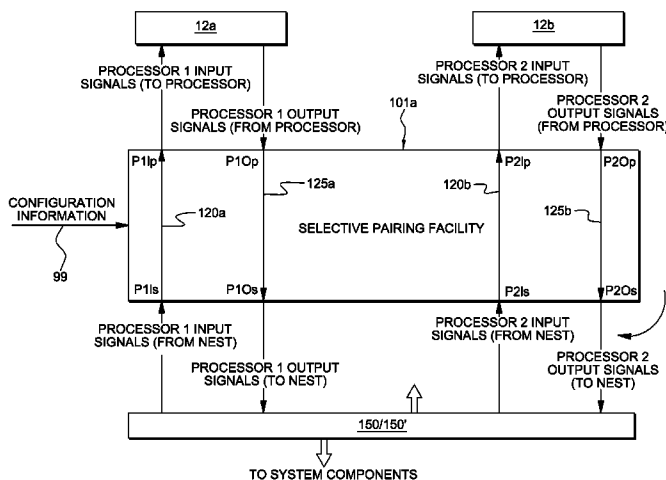 12a
12b
PROCESSOR 1 INPUT
SIGNALS (TO PROCESSOR)
PROCESSOR 1 OUTPUT
SIGNALS (FROM PROCESSOR)
101a
PROCESSOR 2 INPUT
SIGNALS (TO PROCESSOR)
PROCESSOR 2
OUTPUT SIGNALS
(FROM PROCESSOR)
P1Ip
P1Op
P2Ip
P2Op
CONFIGURATION
INFORMATION
99
120a
125a
SELECTIVE PAIRING FACILITY
120b
125b
P1Is
P1Os
P2Is
P2Os
PROCESSOR 1 INPUT
SIGNALS (FROM NEST)
PROCESSOR 1 OUTPUT
SIGNALS (TO NEST)
PROCESSOR 2 INPUT
SIGNALS (FROM NEST)
PROCESSOR 2
OUTPUT SIGNALS
(TO NEST)
150/150'
TO SYSTEM COMPONENTS